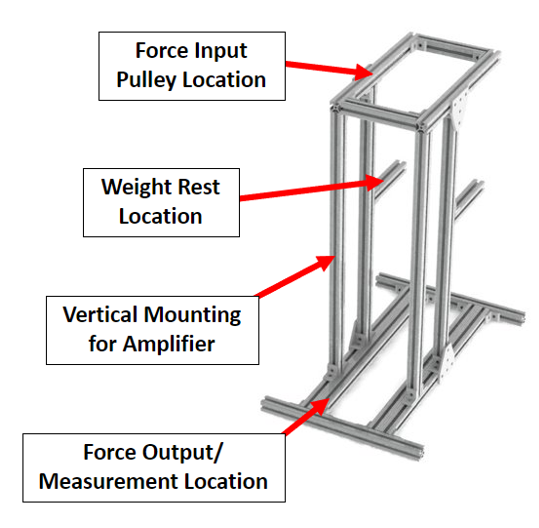 Force Input
Pulley Location
Weight Rest
Location
Vertical Mounting
for Amplifier
Force Output/
Measurement Location